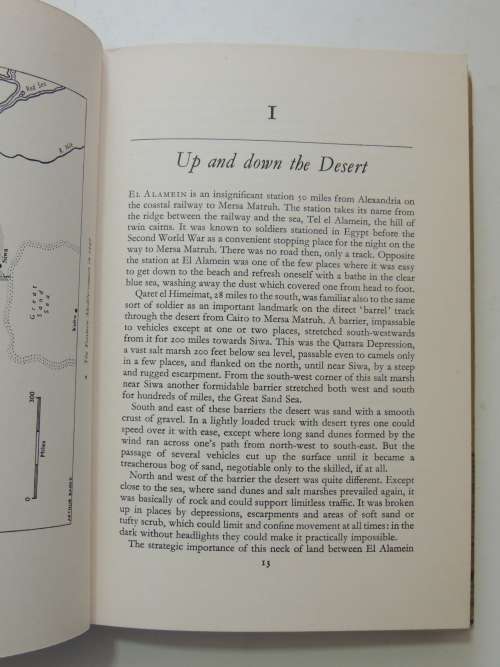 Red Sea
R. Nile
Siwa
Great
Sand
Sea
Kufra
300
Miles
0
I
Up and down the Desert
EL ALAMEIN is an insignificant station 50 miles from Alexandria on
the coastal railway to Mersa Matruh. The station takes its name from
the ridge between the railway and the sea, Tel el Alamein, the hill of
twin cairns. It was known to soldiers stationed in Egypt before the
Second World War as a convenient stopping place for the night on the
way to Mersa Matruh. There was no road then, only a track. Opposite
the station at El Alamein was one of the few places where it was easy
to get down to the beach and refresh oneself with a bathe in the clear
blue sea, washing away the dust which covered one from head to foot.
Qaret el Himeimat, 28 miles to the south, was familiar also to the same
sort of soldier as an important landmark on the direct 'barrel' track
through the desert from Cairo to Mersa Matruh. A barrier, impassable
to vehicles except at one or two places, stretched south-westwards
from it for 200 miles towards Siwa. This was the Qattara Depression,
a vast salt marsh 200 feet below sea level, passable even to camels only
in a few places, and flanked on the north, until near Siwa, by a steep
and rugged escarpment. From the south-west corner of this salt marsh
near Siwa another formidable barrier stretched both west and south
for hundreds of miles, the Great Sand Sea.
South and east of these barriers the desert was sand with a smooth
crust of gravel. In a lightly loaded truck with desert tyres one could
speed over it with ease, except where long sand dunes formed by the
wind ran across one's path from north-west to south-east. But the
passage of several vehicles cut up the surface until it became a
treacherous bog of sand, negotiable only to the skilled, if at all.
North and west of the barrier the desert was quite different. Except
close to the sea, where sand dunes and salt marshes prevailed again, it
was basically of rock and could support limitless traffic. It was broken
up in places by depressions, escarpments and areas of soft sand or
tufty scrub, which could limit and confine movement at all times: in the
dark without headlights they could make it practically impossible.
The strategic importance of this neck of land between El Alamein
13